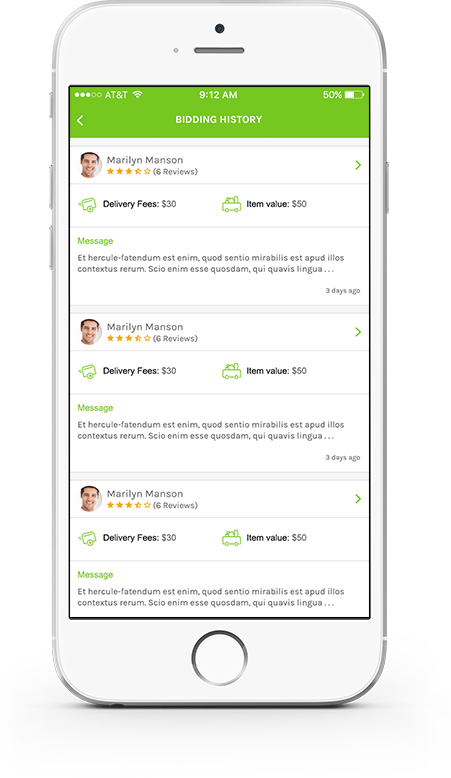 AT&T 9:12 AM 50%
BIDDING HISTORY
Marilyn Manson
(6 Reviews)
Delivery Fees: $30 Item value: $50
Message
Et hercule-fatendum est enim, quod sentio mirabilis est apud illos
contextus rerum. Scio enim esse quosdam, qui quavis lingua . . .
3 days ago
Marilyn Manson
(6 Reviews)
Delivery Fees: $30 Item value: $50
Message
Et hercule-fatendum est enim, quod sentio mirabilis est apud illos
contextus rerum. Scio enim esse quosdam, qui quavis lingua . . .
3 days ago
Marilyn Manson
(6 Reviews)
Delivery Fees: $30 Item value: $50
Message
Et hercule-fatendum est enim, quod sentio mirabilis est apud illos
contextus rerum. Scio enim esse quosdam, qui quavis lingua . . .